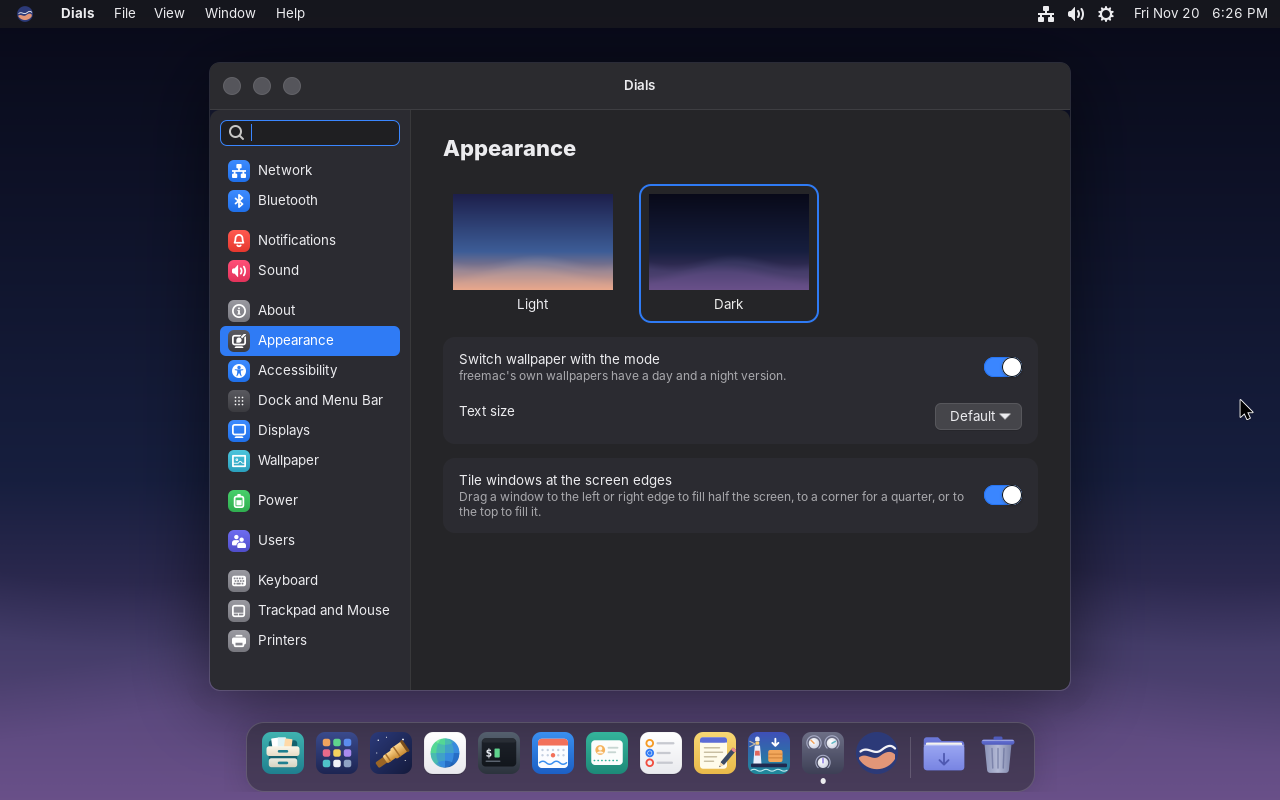 Dials File View Window Help Fri Nov 20 6:26 PM
Dials
Network
Bluetooth
Notifications
Sound
About
Appearance
Accessibility
Dock and Menu Bar
Displays
Wallpaper
Power
Users
Keyboard
Trackpad and Mouse
Printers
Appearance
Light Dark
Switch wallpaper with the mode
freemac's own wallpapers have a day and a night version.
Text size Default
Tile windows at the screen edges
Drag a window to the left or right edge to fill half the screen, to a corner for a quarter, or to
the top to fill it.
$